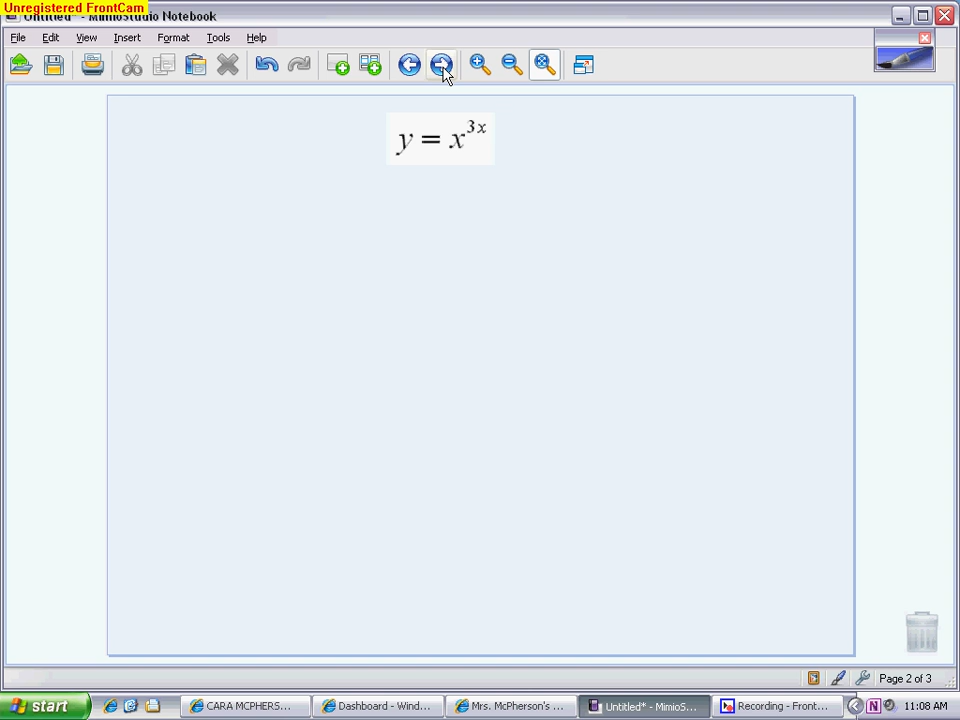 Unregistered FrontCam
Untitled* - MimioStudio Notebook
File Edit View Insert Format Tools Help
y = x^{3x}
Page 2 of 3
start CARA MCPHERS... Dashboard - Wind... Mrs. McPherson's ... Untitled* - MimioS... Recording - Front... N 11:08 AM